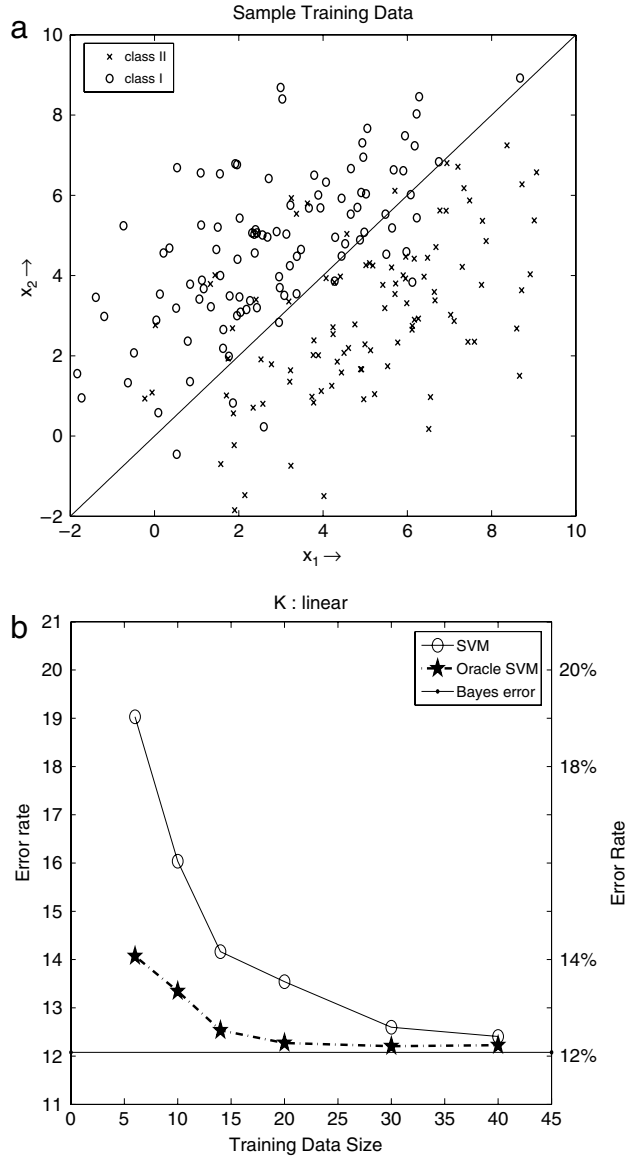 a
Sample Training Data
10
8
6
4
2
0
−2
x₂ →
class II
class I
−2
0
2
4
6
8
10
x₁ →
b
K : linear
21
20
19
18
17
16
15
14
13
12
11
Error rate
SVM
Oracle SVM
Bayes error
20%
18%
16%
14%
12%
Error Rate
0
5
10
15
20
25
30
35
40
45
Training Data Size